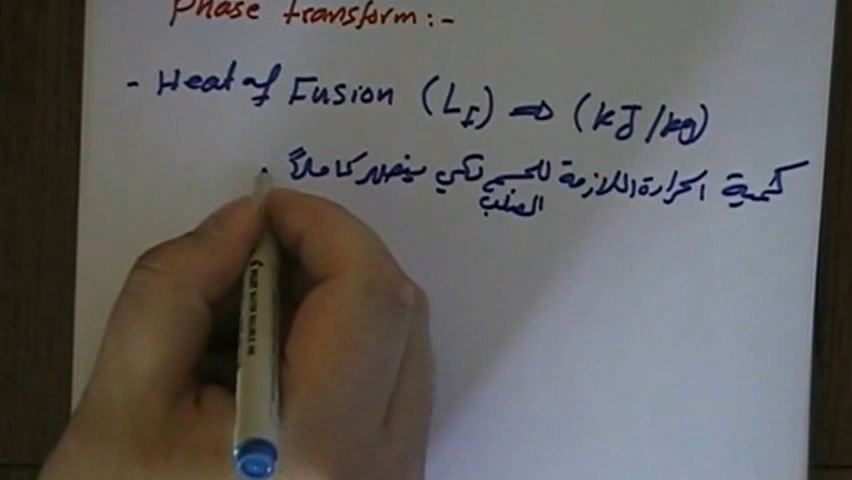 Phase transform:-
- Heat of Fusion (Lf) => (kJ/kg)
كمية الحرارة اللازمة للجسم لكي ينصهر كاملاً
الصلب